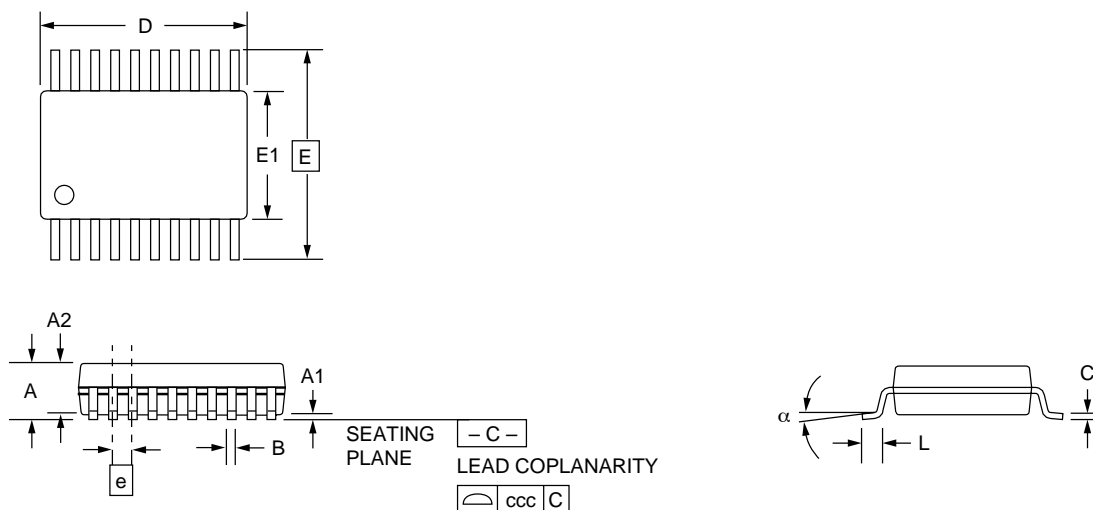 D
E1
E
A2
A
A1
B
e
SEATING
PLANE
– C –
LEAD COPLANARITY
ccc C
α
L
C